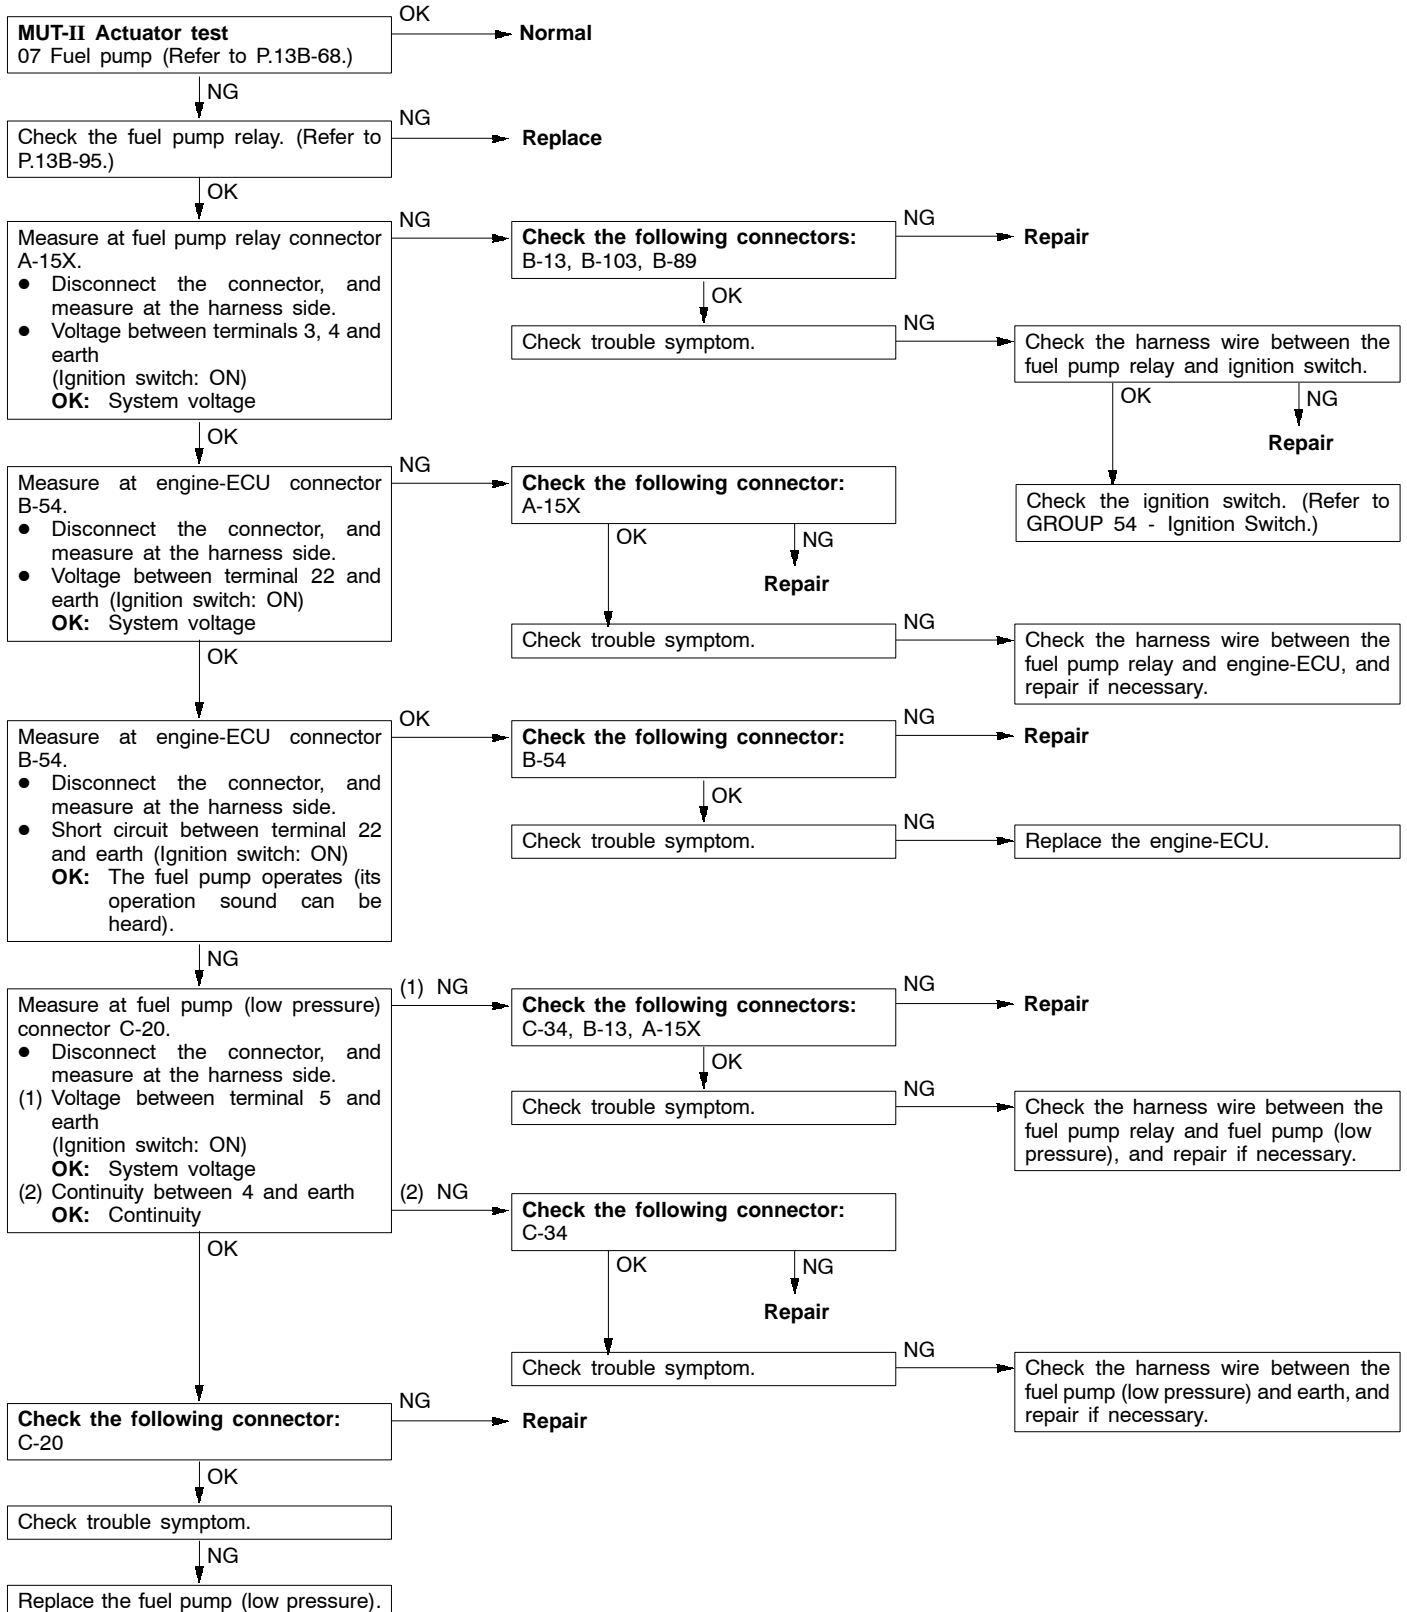 MUT-II Actuator test
07 Fuel pump (Refer to P.13B-68.)
OK
Normal
NG
Check the fuel pump relay. (Refer to
P.13B-95.)
NG
Replace
OK
Measure at fuel pump relay connector
A-15X.
● Disconnect the connector, and
measure at the harness side.
● Voltage between terminals 3, 4 and
earth
(Ignition switch: ON)
OK: System voltage
NG
Check the following connectors:
B-13, B-103, B-89
NG
Repair
OK
Check trouble symptom.
NG
Check the harness wire between the
fuel pump relay and ignition switch.
OK
NG
Repair
Check the ignition switch. (Refer to
GROUP 54 - Ignition Switch.)
OK
Measure at engine-ECU connector
B-54.
● Disconnect the connector, and
measure at the harness side.
● Voltage between terminal 22 and
earth (Ignition switch: ON)
OK: System voltage
NG
Check the following connector:
A-15X
OK
NG
Repair
Check trouble symptom.
NG
Check the harness wire between the
fuel pump relay and engine-ECU, and
repair if necessary.
OK
Measure at engine-ECU connector
B-54.
● Disconnect the connector, and
measure at the harness side.
● Short circuit between terminal 22
and earth (Ignition switch: ON)
OK: The fuel pump operates (its
operation sound can be
heard).
OK
Check the following connector:
B-54
NG
Repair
OK
Check trouble symptom.
NG
Replace the engine-ECU.
NG
Measure at fuel pump (low pressure)
connector C-20.
● Disconnect the connector, and
measure at the harness side.
(1) Voltage between terminal 5 and
earth
(Ignition switch: ON)
OK: System voltage
(2) Continuity between 4 and earth
OK: Continuity
(1) NG
Check the following connectors:
C-34, B-13, A-15X
NG
Repair
OK
Check trouble symptom.
NG
Check the harness wire between the
fuel pump relay and fuel pump (low
pressure), and repair if necessary.
(2) NG
Check the following connector:
C-34
OK
NG
Repair
Check trouble symptom.
NG
Check the harness wire between the
fuel pump (low pressure) and earth, and
repair if necessary.
OK
Check the following connector:
C-20
NG
Repair
OK
Check trouble symptom.
NG
Replace the fuel pump (low pressure).